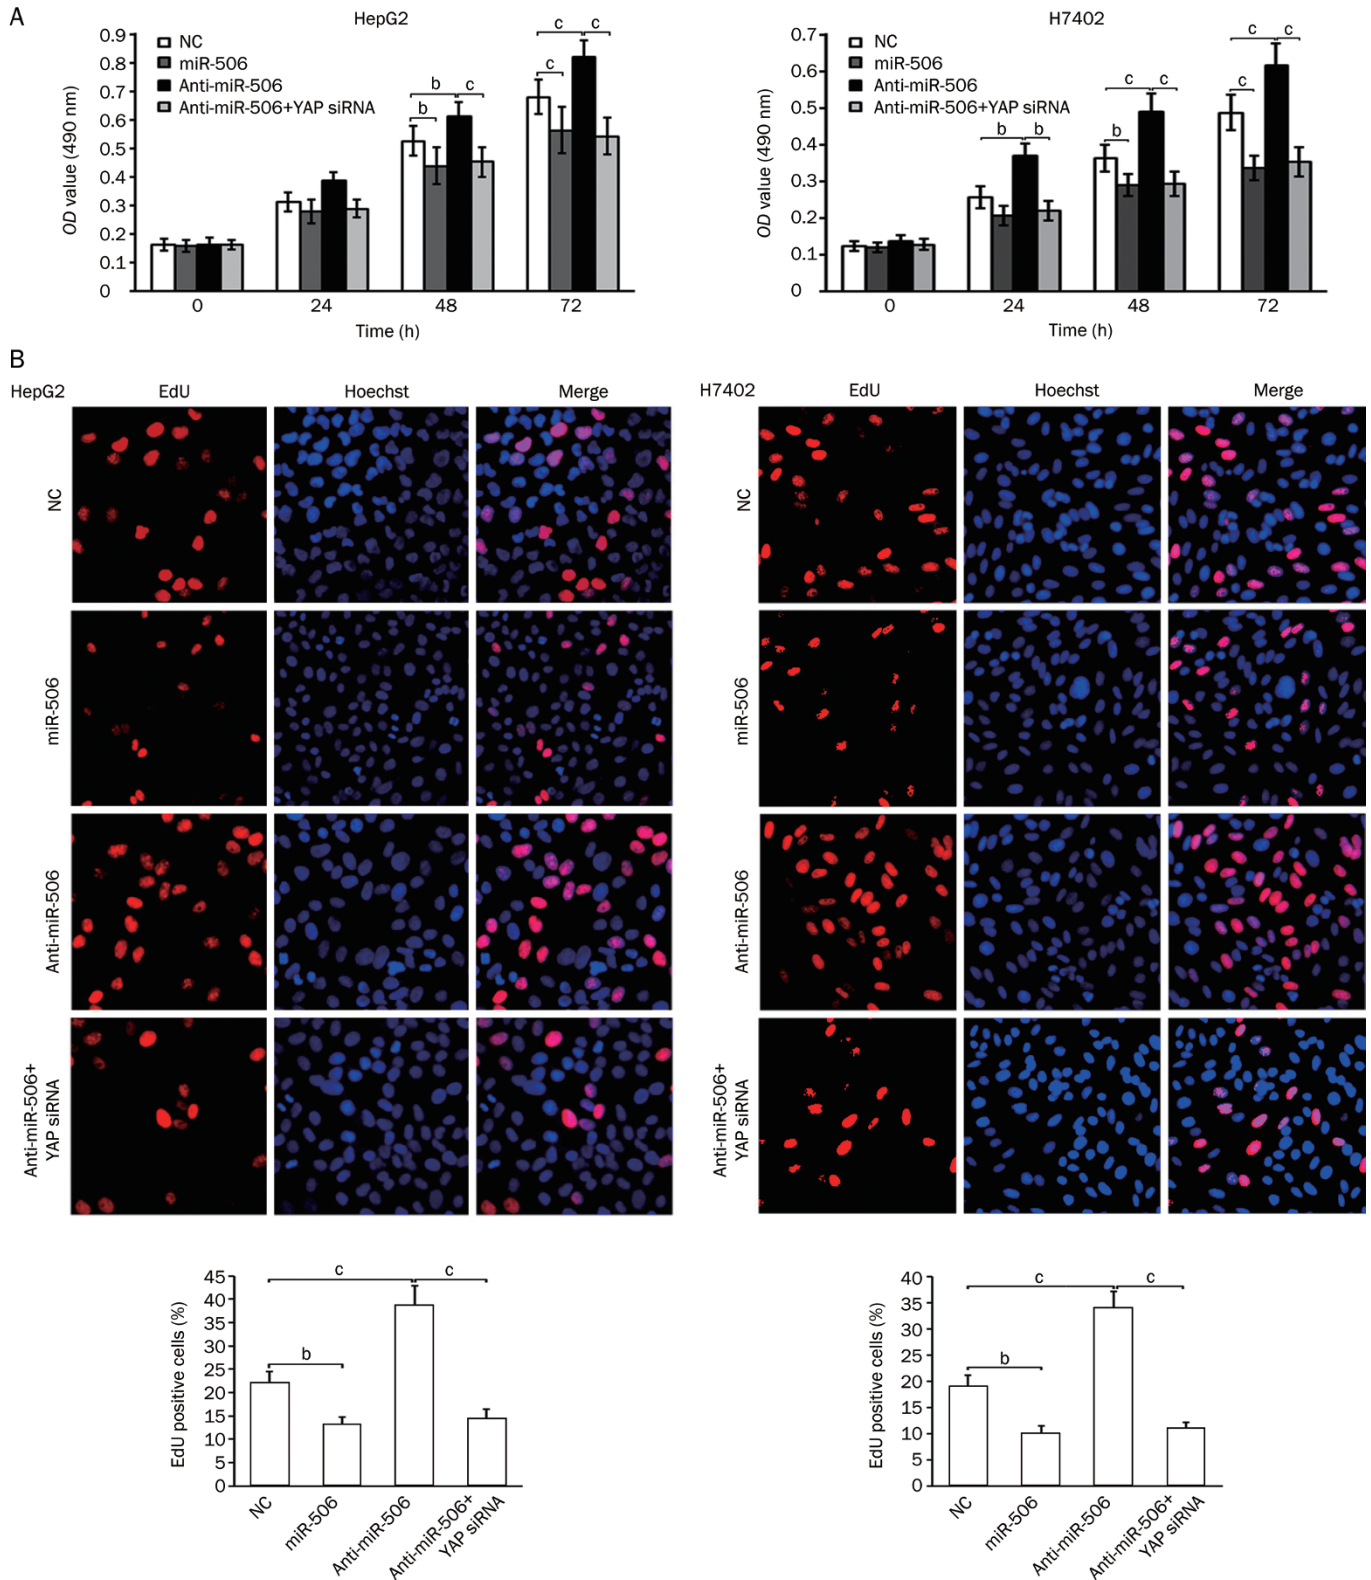 A
HepG2
0.9
0.8
0.7
0.6
0.5
0.4
0.3
0.2
0.1
0
OD value (490 nm)
NC
miR-506
Anti-miR-506
Anti-miR-506+YAP siRNA
b
b
c
c
c
c
0
24
48
72
Time (h)
H7402
0.7
0.6
0.5
0.4
0.3
0.2
0.1
0
OD value (490 nm)
NC
miR-506
Anti-miR-506
Anti-miR-506+YAP siRNA
b
b
b
c
c
c
c
c
0
24
48
72
Time (h)
B
HepG2
EdU
Hoechst
Merge
NC
miR-506
Anti-miR-506
Anti-miR-506+
YAP siRNA
H7402
EdU
Hoechst
Merge
NC
miR-506
Anti-miR-506
Anti-miR-506+
YAP siRNA
45
40
35
30
25
20
15
10
5
0
EdU positive cells (%)
b
c
c
NC
miR-506
Anti-miR-506
Anti-miR-506+
YAP siRNA
40
35
30
25
20
15
10
5
0
EdU positive cells (%)
b
c
c
NC
miR-506
Anti-miR-506
Anti-miR-506+
YAP siRNA